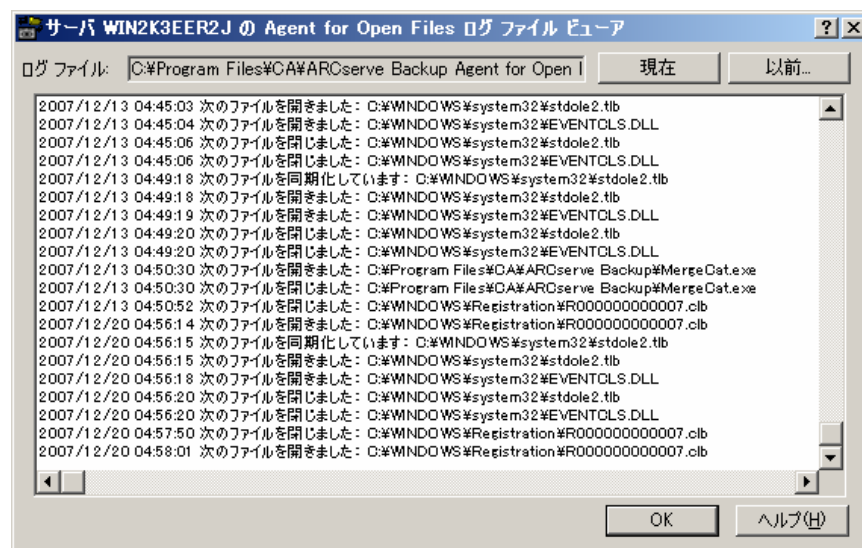 サーバ WIN2K3EER2J の Agent for Open Files ログ ファイル ビューア
ログ ファイル: C:¥Program Files¥CA¥ARCserve Backup Agent for Open I 現在 以前...
2007/12/13 04:45:03 次のファイルを開きました: C:¥WINDOWS¥system32¥stdole2.tlb
2007/12/13 04:45:04 次のファイルを開きました: C:¥WINDOWS¥system32¥EVENTCLS.DLL
2007/12/13 04:45:06 次のファイルを閉じました: C:¥WINDOWS¥system32¥stdole2.tlb
2007/12/13 04:45:06 次のファイルを閉じました: C:¥WINDOWS¥system32¥EVENTCLS.DLL
2007/12/13 04:49:18 次のファイルを同期化しています: C:¥WINDOWS¥system32¥stdole2.tlb
2007/12/13 04:49:18 次のファイルを開きました: C:¥WINDOWS¥system32¥stdole2.tlb
2007/12/13 04:49:19 次のファイルを開きました: C:¥WINDOWS¥system32¥EVENTCLS.DLL
2007/12/13 04:49:20 次のファイルを閉じました: C:¥WINDOWS¥system32¥stdole2.tlb
2007/12/13 04:49:20 次のファイルを閉じました: C:¥WINDOWS¥system32¥EVENTCLS.DLL
2007/12/13 04:50:30 次のファイルを開きました: C:¥Program Files¥CA¥ARCserve Backup¥MergeCat.exe
2007/12/13 04:50:30 次のファイルを閉じました: C:¥Program Files¥CA¥ARCserve Backup¥MergeCat.exe
2007/12/13 04:50:52 次のファイルを閉じました: C:¥WINDOWS¥Registration¥R000000000007.clb
2007/12/20 04:56:14 次のファイルを開きました: C:¥WINDOWS¥Registration¥R000000000007.clb
2007/12/20 04:56:15 次のファイルを同期化しています: C:¥WINDOWS¥system32¥stdole2.tlb
2007/12/20 04:56:15 次のファイルを開きました: C:¥WINDOWS¥system32¥stdole2.tlb
2007/12/20 04:56:18 次のファイルを開きました: C:¥WINDOWS¥system32¥EVENTCLS.DLL
2007/12/20 04:56:20 次のファイルを閉じました: C:¥WINDOWS¥system32¥stdole2.tlb
2007/12/20 04:56:20 次のファイルを閉じました: C:¥WINDOWS¥system32¥EVENTCLS.DLL
2007/12/20 04:57:50 次のファイルを閉じました: C:¥WINDOWS¥Registration¥R000000000007.clb
2007/12/20 04:58:01 次のファイルを開きました: C:¥WINDOWS¥Registration¥R000000000007.clb
OK ヘルプ(H)